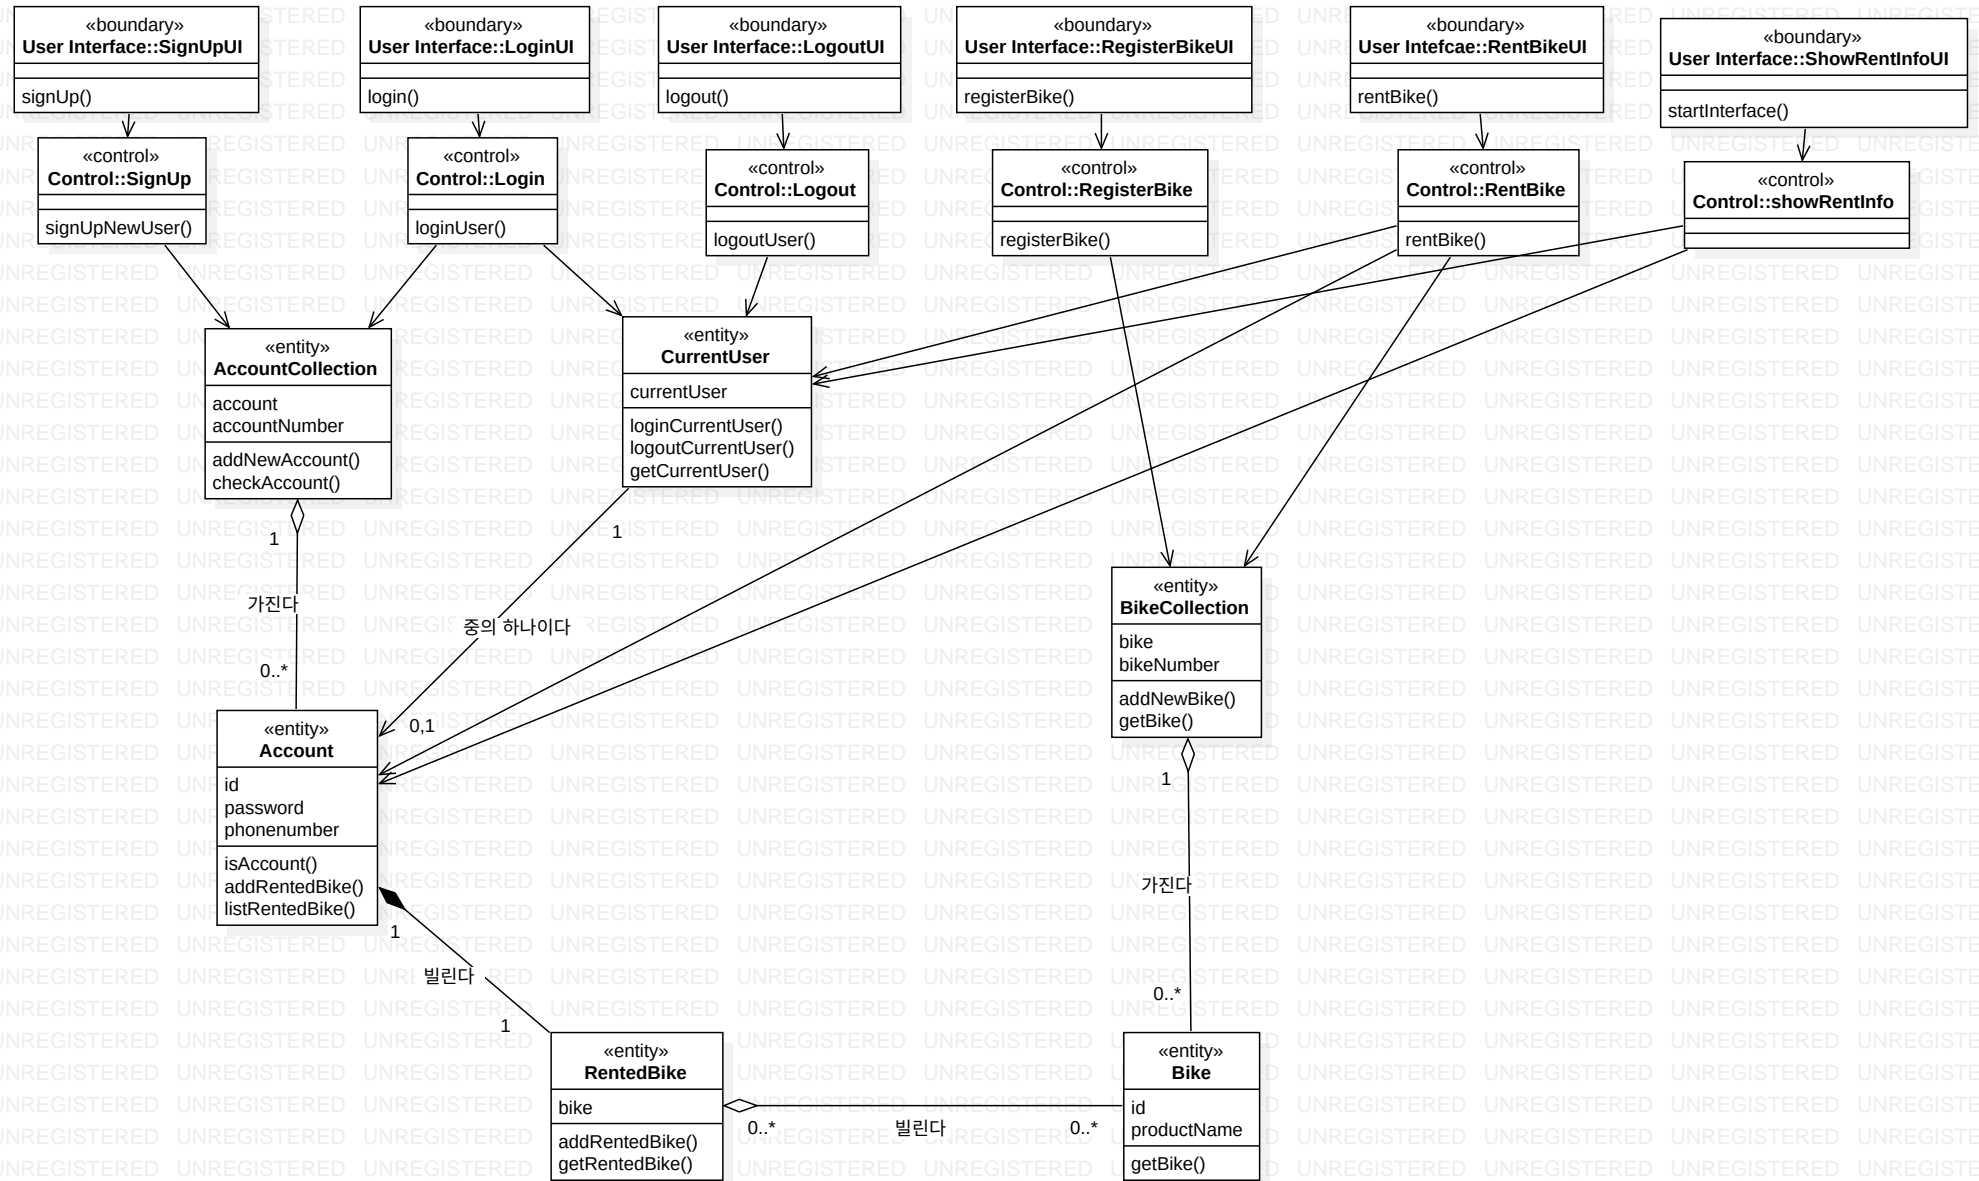 «boundary»
User Interface::SignUpUI
signUp()
«boundary»
User Interface::LoginUI
login()
«boundary»
User Interface::LogoutUI
logout()
«boundary»
User Interface::RegisterBikeUI
registerBike()
«boundary»
User Intefcae::RentBikeUI
rentBike()
«boundary»
User Interface::ShowRentInfoUI
startInterface()
«control»
Control::SignUp
signUpNewUser()
«control»
Control::Login
loginUser()
«control»
Control::Logout
logoutUser()
«control»
Control::RegisterBike
registerBike()
«control»
Control::RentBike
rentBike()
«control»
Control::showRentInfo
«entity»
AccountCollection
account
accountNumber
addNewAccount()
checkAccount()
«entity»
CurrentUser
currentUser
loginCurrentUser()
logoutCurrentUser()
getCurrentUser()
1
가진다
0..*
1
중의 하나이다
0,1
«entity»
BikeCollection
bike
bikeNumber
addNewBike()
getBike()
«entity»
Account
id
password
phonenumber
isAccount()
addRentedBike()
listRentedBike()
1
가진다
0..*
1
빌린다
1
«entity»
RentedBike
bike
addRentedBike()
getRentedBike()
0..*
빌린다
0..*
«entity»
Bike
id
productName
getBike()
UNREGISTERED